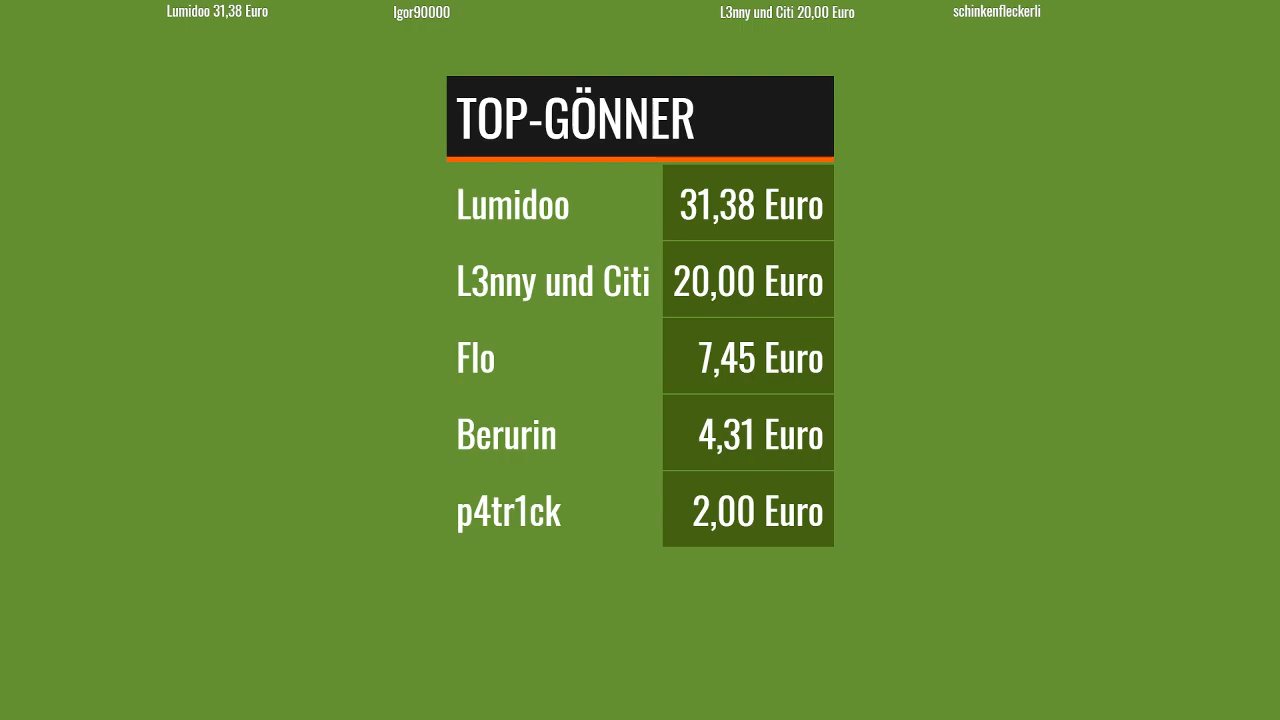 Lumidoo 31,38 Euro
Igor90000
L3nny und Citi 20,00 Euro
schinkenfleckerli
TOP-GÖNNER
Lumidoo 31,38 Euro
L3nny und Citi 20,00 Euro
Flo 7,45 Euro
Berurin 4,31 Euro
p4tr1ck 2,00 Euro